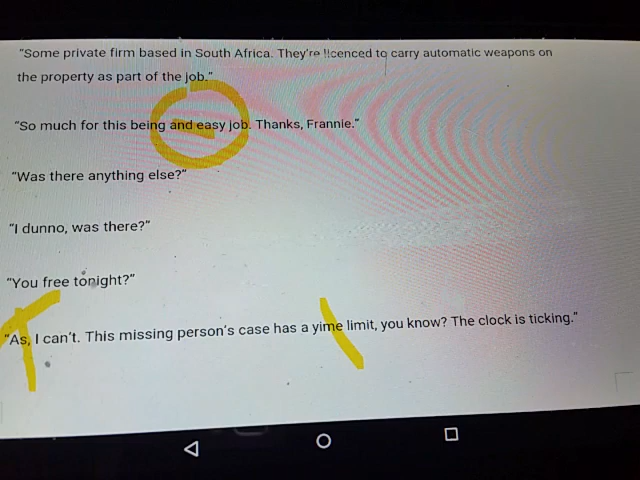 "Some private firm based in South Africa. They're licenced to carry automatic weapons on
the property as part of the job."
"So much for this being and easy job. Thanks, Frannie."
"Was there anything else?"
"I dunno, was there?"
"You free tonight?"
"As, I can't. This missing person's case has a yime limit, you know? The clock is ticking."